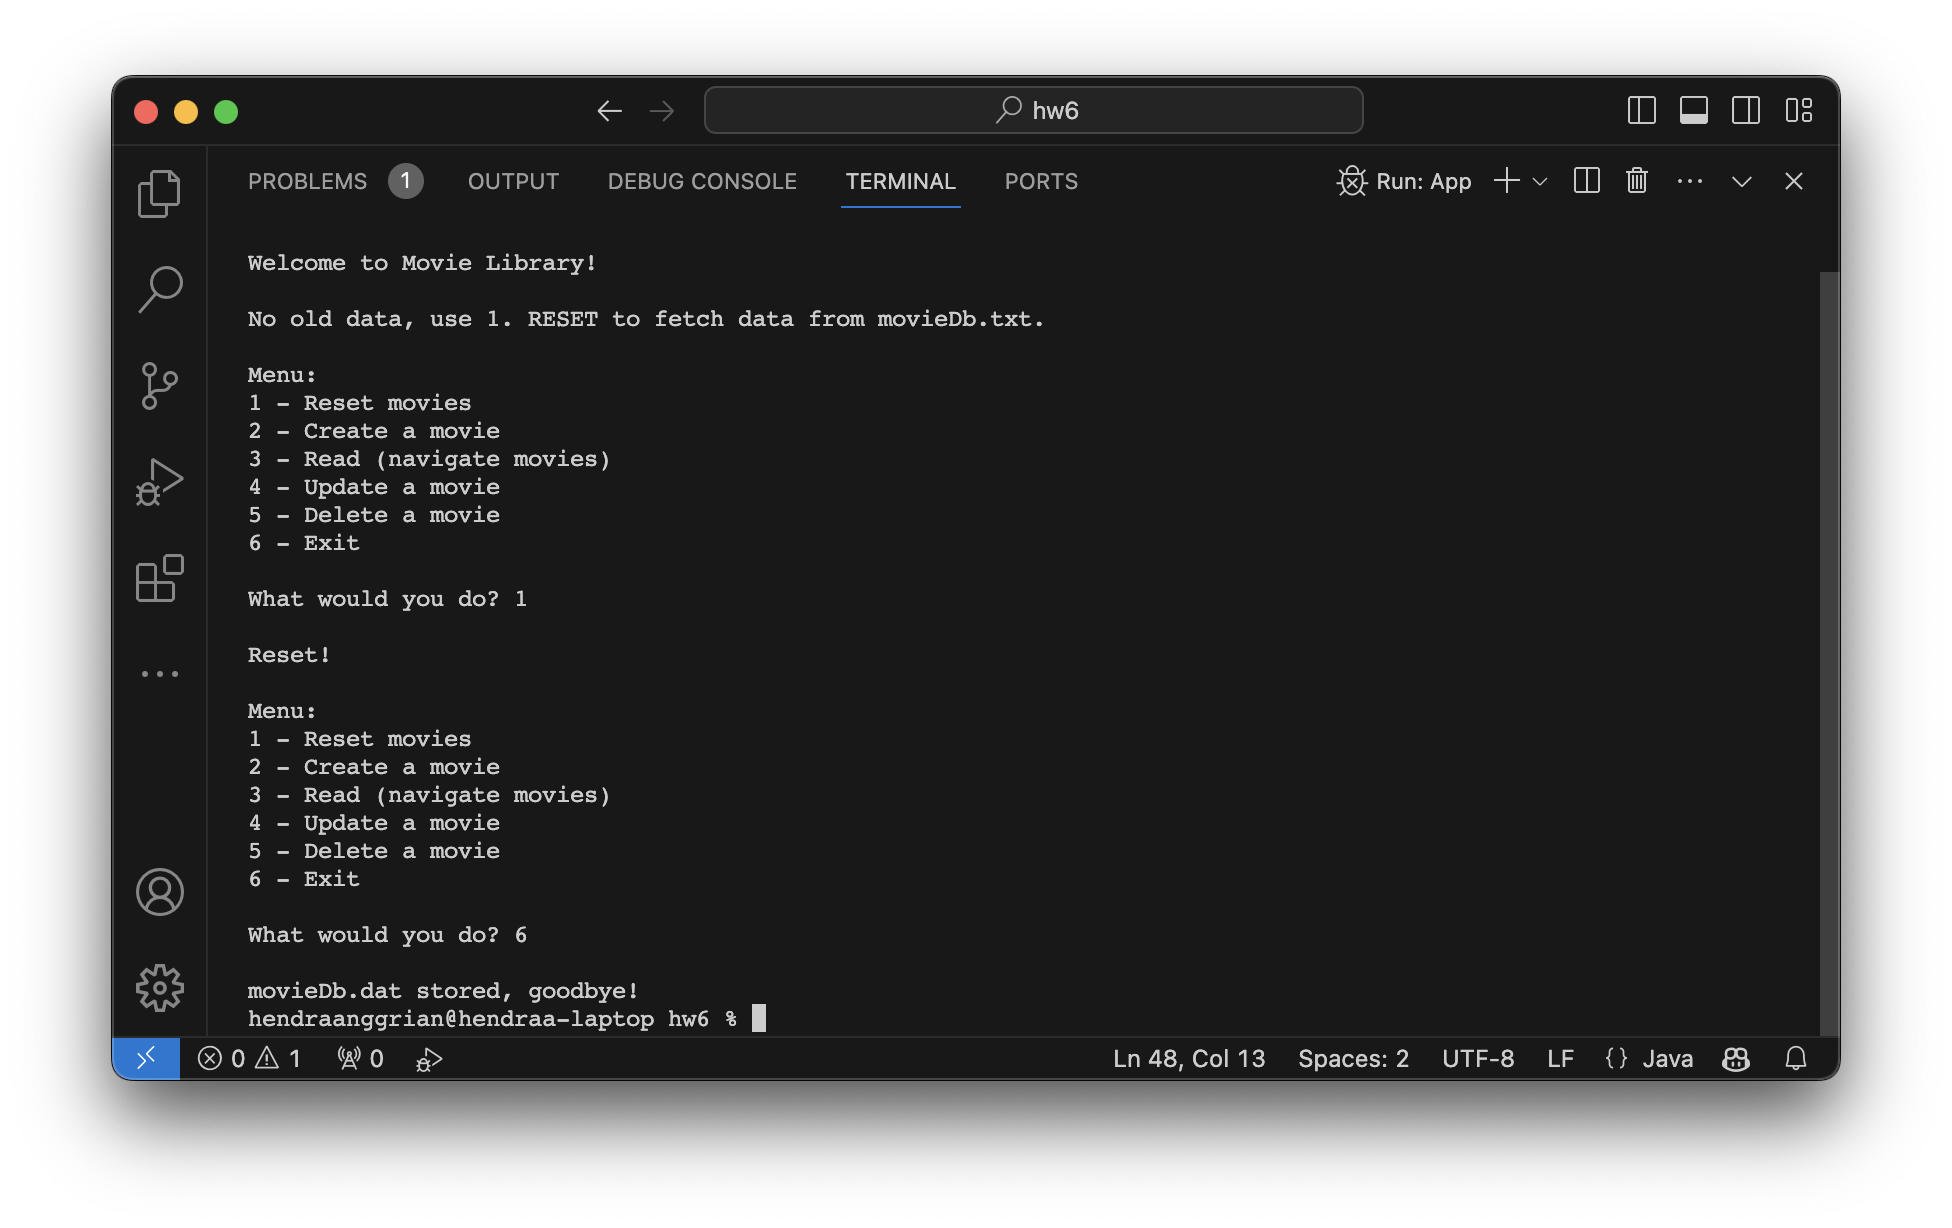 hw6
PROBLEMS 1 OUTPUT DEBUG CONSOLE TERMINAL PORTS Run: App
Welcome to Movie Library!
No old data, use 1. RESET to fetch data from movieDb.txt.
Menu:
1 - Reset movies
2 - Create a movie
3 - Read (navigate movies)
4 - Update a movie
5 - Delete a movie
6 - Exit
What would you do? 1
Reset!
Menu:
1 - Reset movies
2 - Create a movie
3 - Read (navigate movies)
4 - Update a movie
5 - Delete a movie
6 - Exit
What would you do? 6
movieDb.dat stored, goodbye!
hendraanggrian@hendraa-laptop hw6 %
0 1 0 Ln 48, Col 13 Spaces: 2 UTF-8 LF {} Java